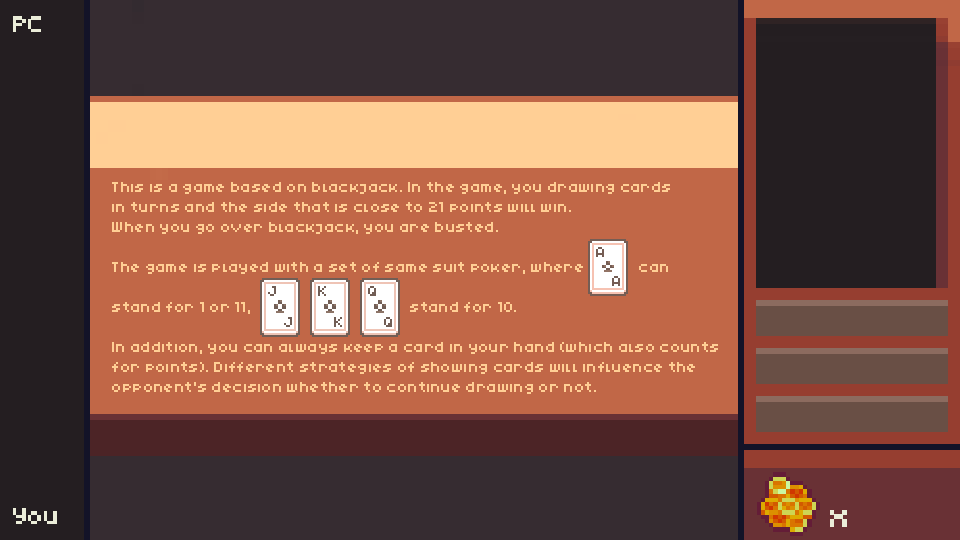 PC
This is a game based on blackjack. In the game, you drawing cards
in turns and the side that is close to 21 points will win.
When you go over blackjack, you are busted.
The game is played with a set of same suit poker, where A A can
stand for 1 or 11, J J K K Q Q stand for 10.
In addition, you can always keep a card in your hand (which also counts
for points). Different strategies of showing cards will influence the
opponent's decision whether to continue drawing or not.
You
X